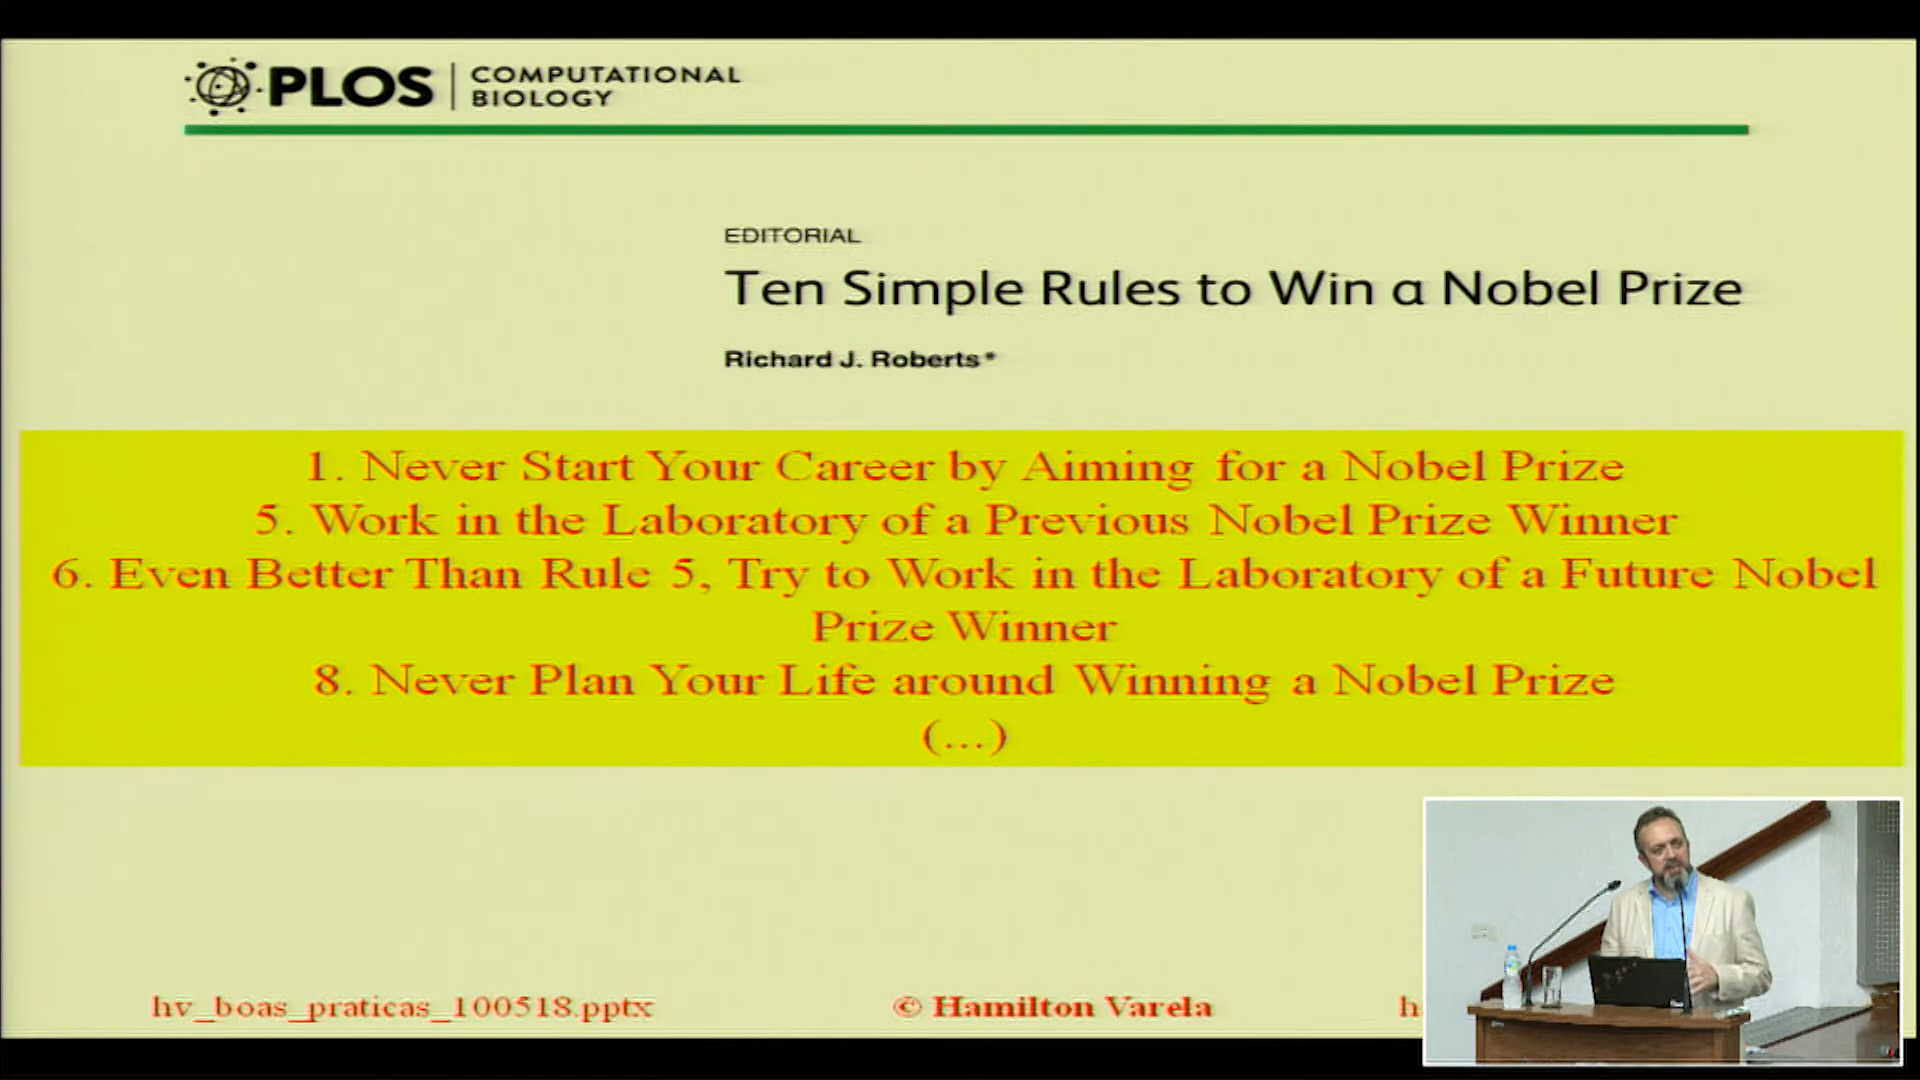 PLOS
COMPUTATIONAL
BIOLOGY
EDITORIAL
Ten Simple Rules to Win a Nobel Prize
Richard J. Roberts*
1. Never Start Your Career by Aiming for a Nobel Prize
5. Work in the Laboratory of a Previous Nobel Prize Winner
6. Even Better Than Rule 5, Try to Work in the Laboratory of a Future Nobel
Prize Winner
8. Never Plan Your Life around Winning a Nobel Prize
(...)
hv_boas_praticas_100518.pptx
© Hamilton Varela